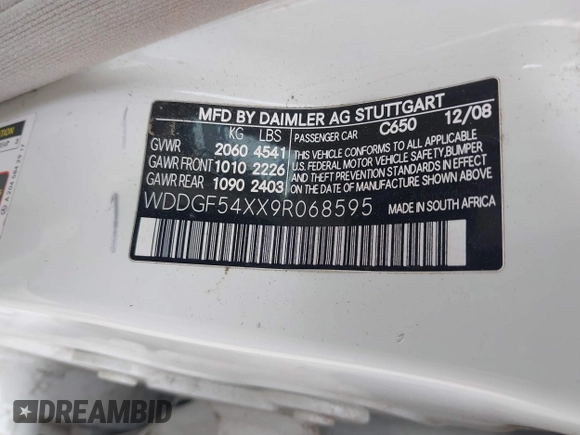 MFD BY DAIMLER AG STUTTGART
KG LBS
GVWR 2060 4541
GAWR FRONT 1010 2226
GAWR REAR 1090 2403
PASSENGER CAR C650 12/08
THIS VEHICLE CONFORMS TO ALL APPLICABLE
U.S. FEDERAL MOTOR VEHICLE SAFETY, BUMPER
AND THEFT PREVENTION STANDARDS
IN EFFECT ON THE DATE OF
MANUFACTURE SHOWN ABOVE
WDDGF54XX9R068595 MADE IN SOUTH AFRICA
DREAMBID